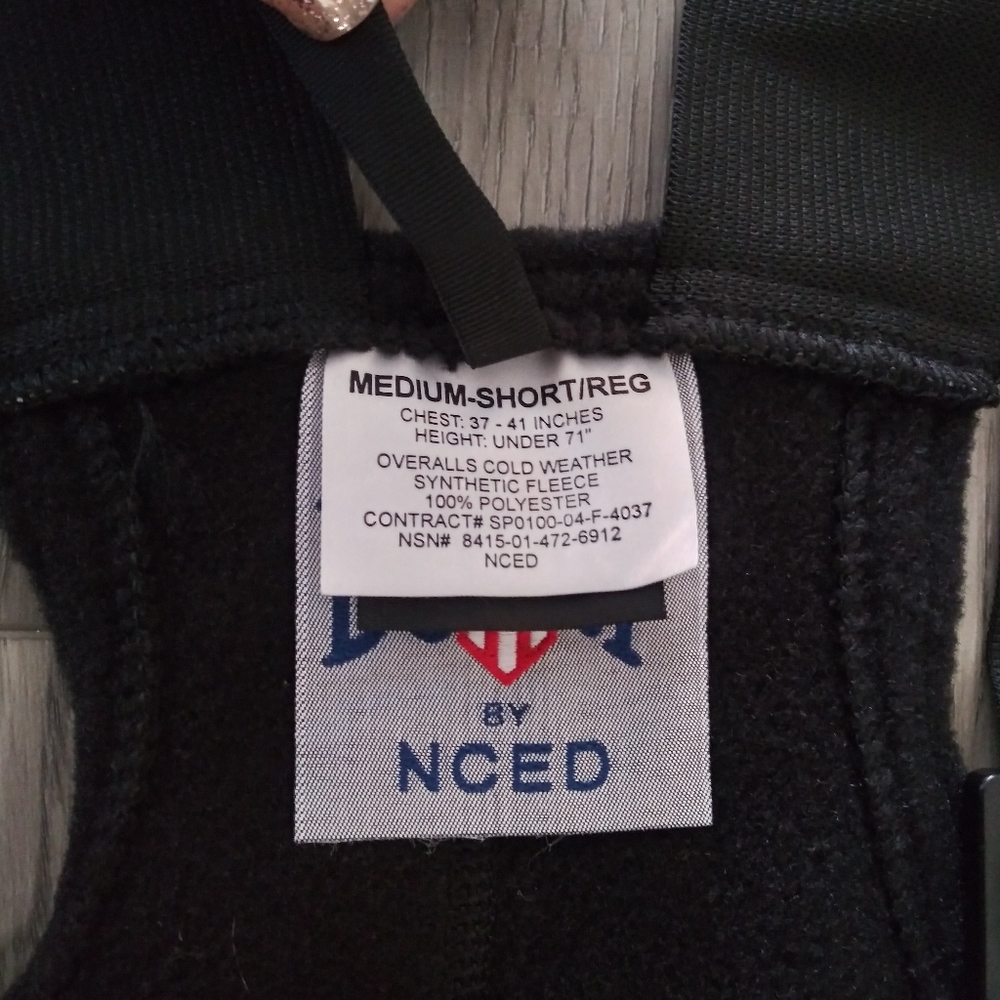 MEDIUM-SHORT/REG
CHEST: 37 - 41 INCHES
HEIGHT: UNDER 71"
OVERALLS COLD WEATHER
SYNTHETIC FLEECE
100% POLYESTER
CONTRACT# SP0100-04-F-4037
NSN# 8415-01-472-6912
NCED
BY
NCED